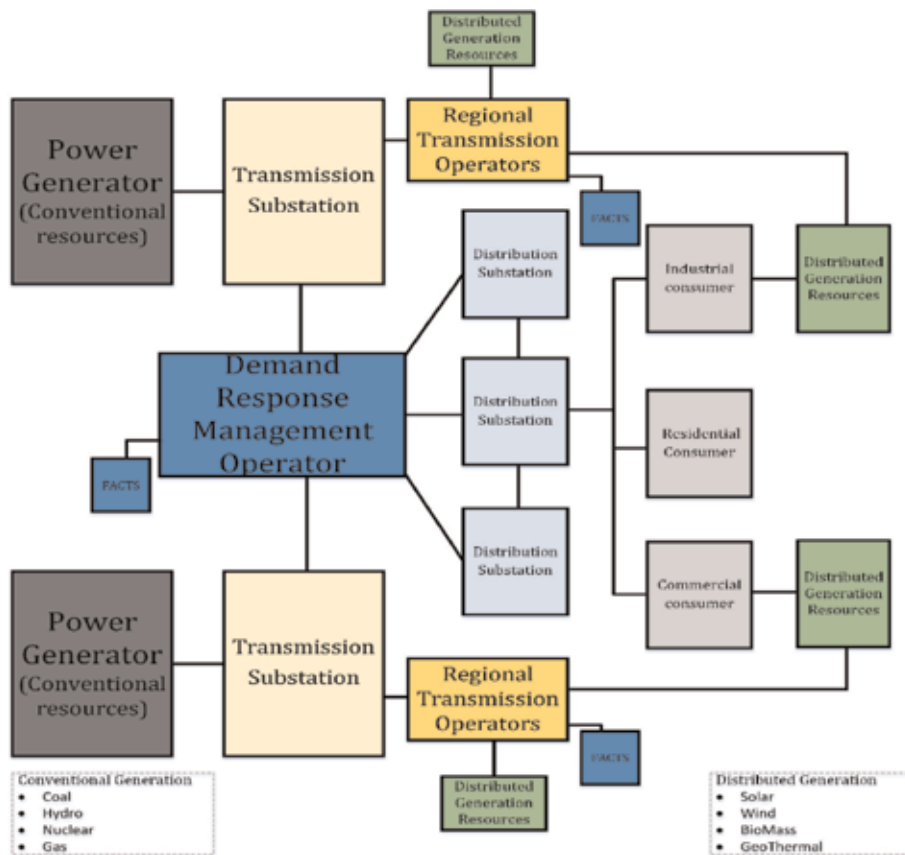 Distributed
Generation
Resources
Power
Generator
(Conventional
resources)
Transmission
Substation
Regional
Transmission
Operators
FACTS
Distribution
Substation
Industrial
consumer
Distributed
Generation
Resources
Demand
Response
Management
Operator
FACTS
Distribution
Substation
Residential
Consumer
Distribution
Substation
Commercial
consumer
Distributed
Generation
Resources
Power
Generator
(Conventional
resources)
Transmission
Substation
Regional
Transmission
Operators
FACTS
Distributed
Generation
Resources
Conventional Generation
• Coal
• Hydro
• Nuclear
• Gas
Distributed Generation
• Solar
• Wind
• BioMass
• GeoThermal